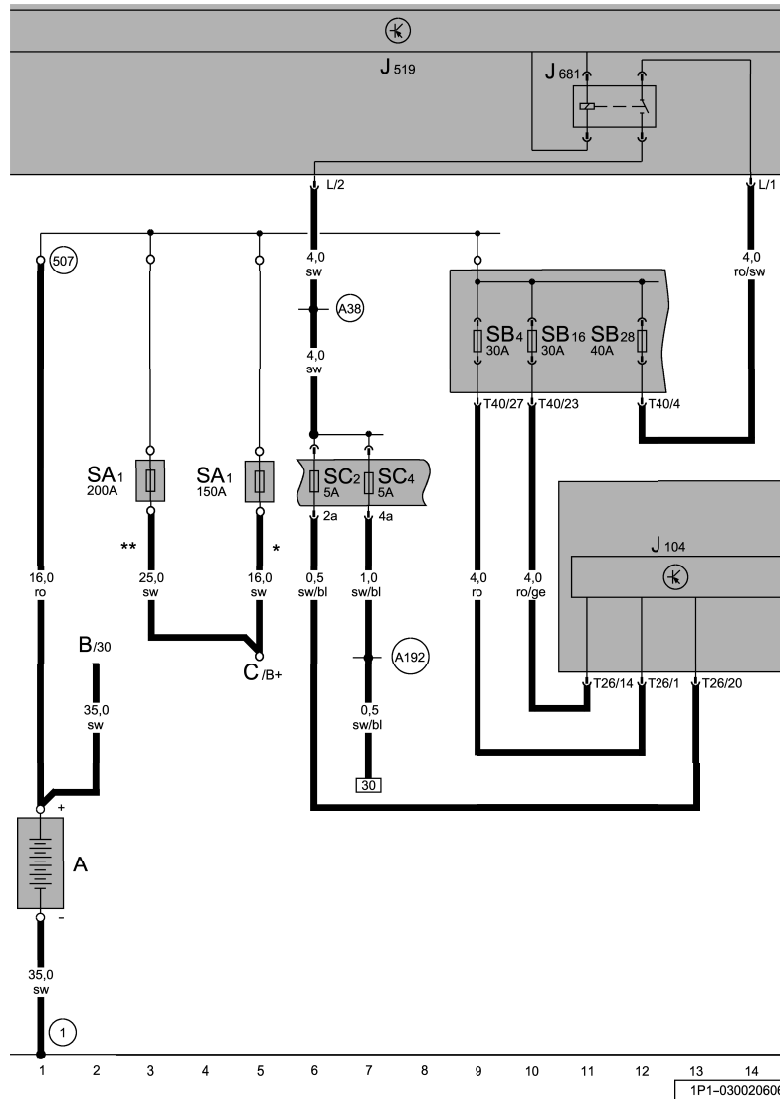 J 519
J 681
L/2
L/1
507
4,0
sw
4,0
ro/sw
A38
SB4
30A
SB16
30A
SB28
40A
4,0
sw
T40/27
T40/23
T40/4
SA1
200A
SA1
150A
SC2
5A
SC4
5A
2a
4a
**
*
J 104
16,0
ro
25,0
sw
16,0
sw
0,5
sw/bl
1,0
sw/bl
4,0
ro
4,0
ro/ge
B/30
C /B+
A192
T26/14
T26/1
T26/20
35,0
sw
0,5
sw/bl
30
+
A
-
35,0
sw
1
1 2 3 4 5 6 7 8 9 10 11 12 13 14
1P1-030020606